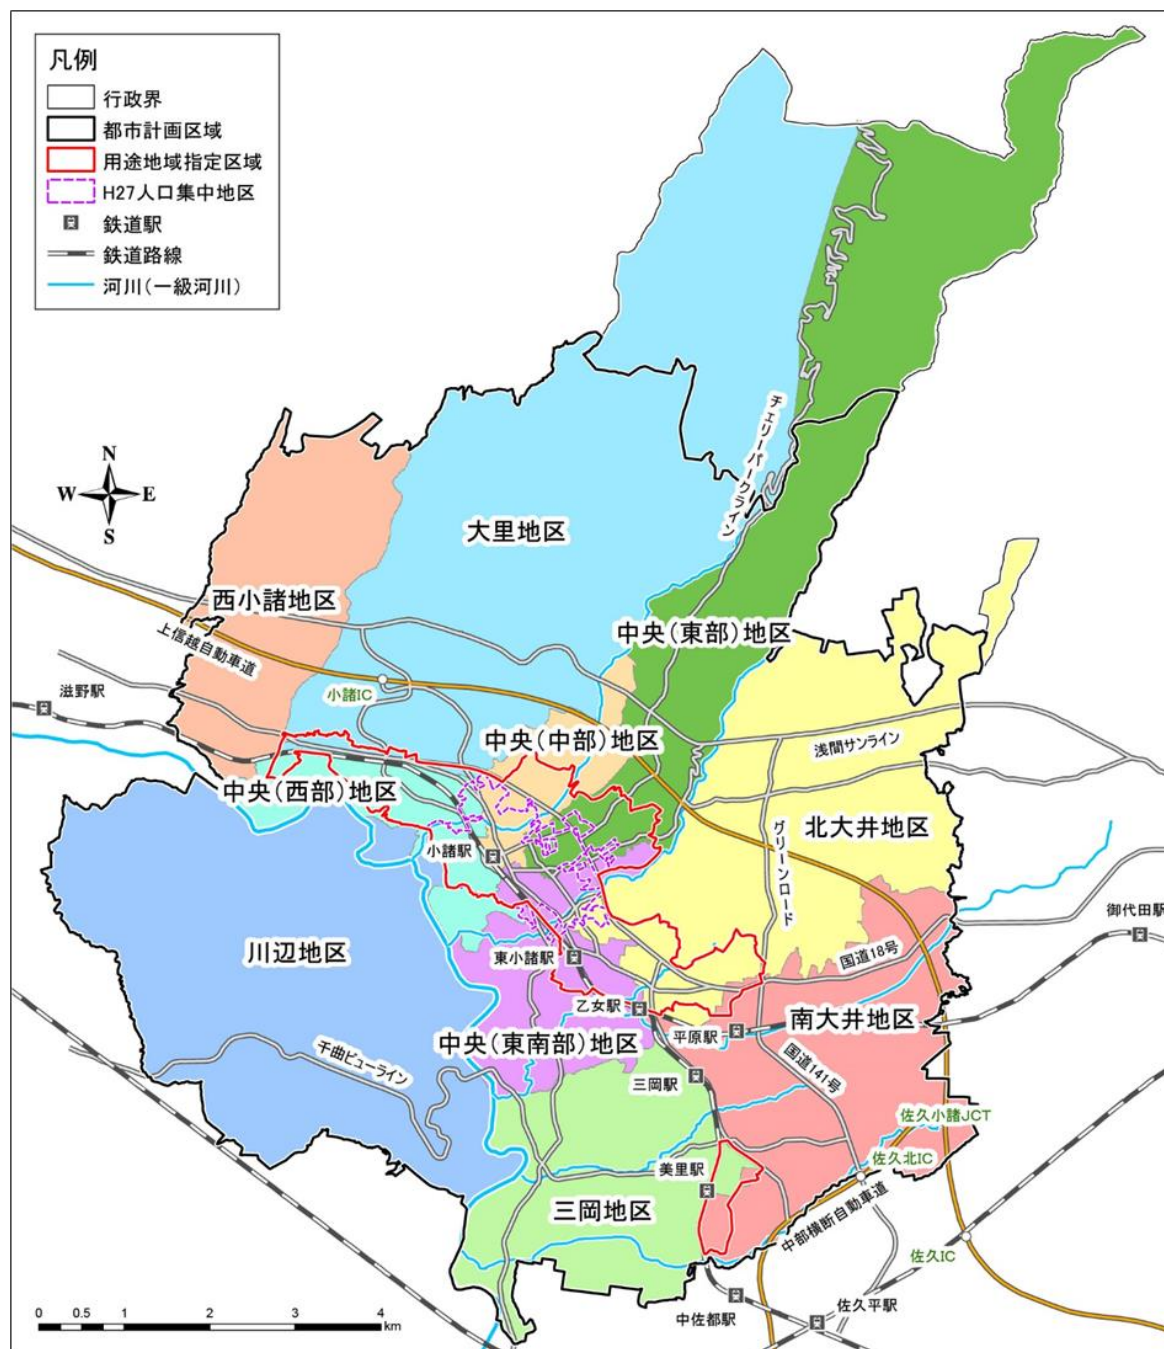 凡例
行政界
都市計画区域
用途地域指定区域
H27人口集中地区
鉄道駅
鉄道路線
河川(一級河川)
N
W
E
S
チェリーパークライン
大里地区
西小諸地区
中央(東部)地区
上信越自動車道
滋野駅
小諸IC
中央(中部)地区
浅間サンライン
中央(西部)地区
北大井地区
小諸駅
グリーンロード
御代田駅
川辺地区
東小諸駅
国道18号
乙女駅
平原駅
南大井地区
中央(東南部)地区
千曲ビューライン
三岡駅
国道141号
佐久小諸JCT
美里駅
佐久北IC
三岡地区
中部横断自動車道
佐久IC
中佐都駅
佐久平駅
0 0.5 1 2 3 4
km